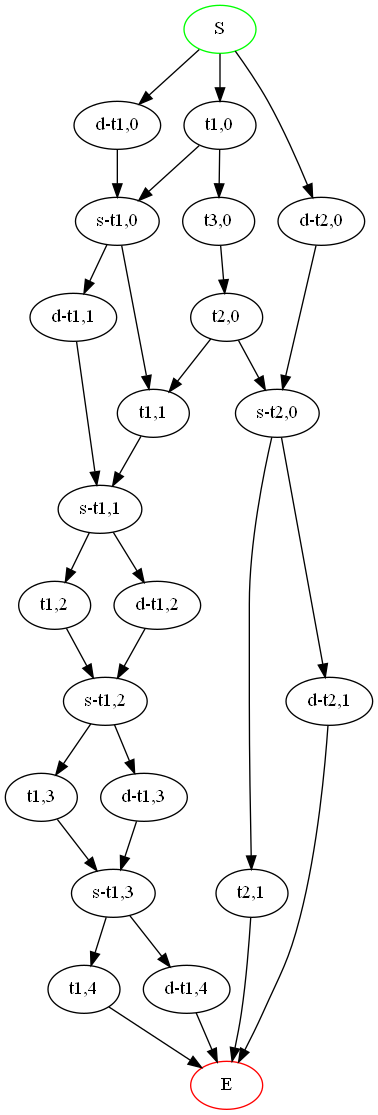 S
d-t1,0
t1,0
s-t1,0
t3,0
d-t2,0
d-t1,1
t2,0
t1,1
s-t2,0
s-t1,1
t1,2
d-t1,2
s-t1,2
d-t2,1
t1,3
d-t1,3
s-t1,3
t2,1
t1,4
d-t1,4
E